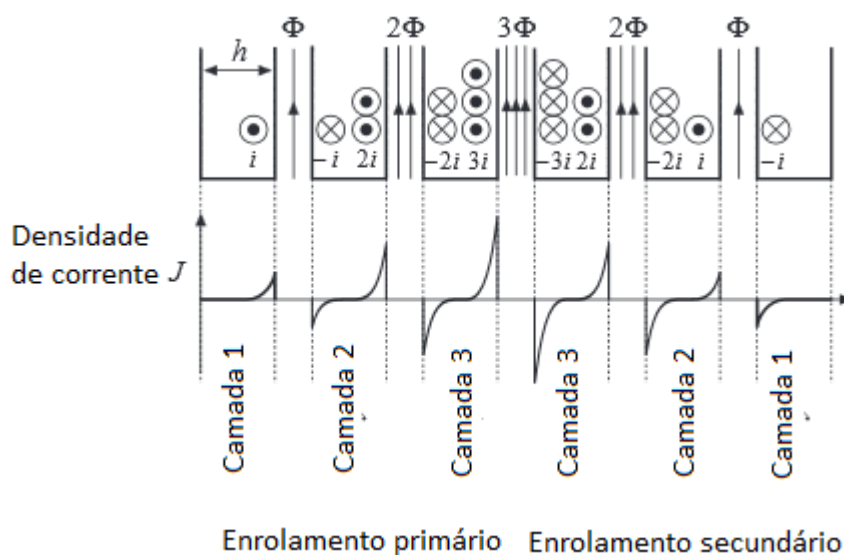 Φ 2Φ 3Φ 2Φ Φ
h
i -i 2i -2i 3i -3i 2i -2i i -i
Densidade
de corrente J
Camada 1
Camada 2
Camada 3
Camada 3
Camada 2
Camada 1
Enrolamento primário Enrolamento secundário